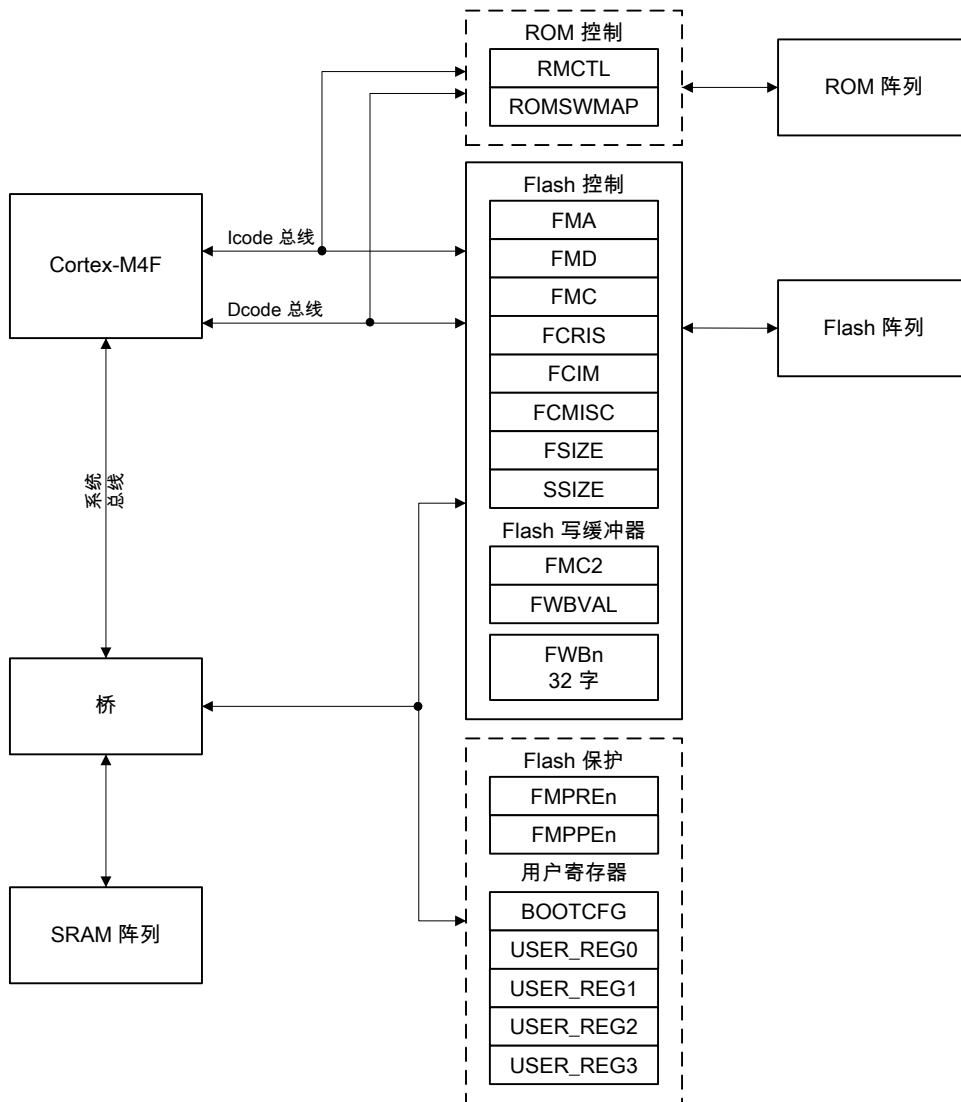 ROM 控制
RMCTL
ROMSWMAP
ROM 阵列
Cortex-M4F
Icode 总线
Dcode 总线
系统
总线
Flash 控制
FMA
FMD
FMC
FCRIS
FCIM
FCMISC
FSIZE
SSIZE
Flash 写缓冲器
FMC2
FWBVAL
FWBn
32 字
Flash 阵列
桥
SRAM 阵列
Flash 保护
FMPREn
FMPPEn
用户寄存器
BOOTCFG
USER_REG0
USER_REG1
USER_REG2
USER_REG3